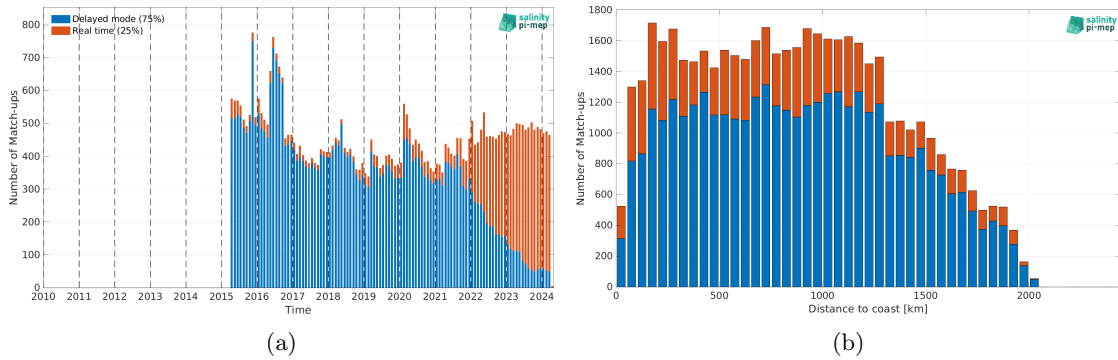 Delayed mode (75%)
Real time (25%)
salinity
pi-mep
Number of Match-ups
800
700
600
500
400
300
200
100
0
2010 2011 2012 2013 2014 2015 2016 2017 2018 2019 2020 2021 2022 2023 2024
Time
(a)
salinity
pi-mep
Number of Match-ups
1800
1600
1400
1200
1000
800
600
400
200
0
0 500 1000 1500 2000
Distance to coast [km]
(b)